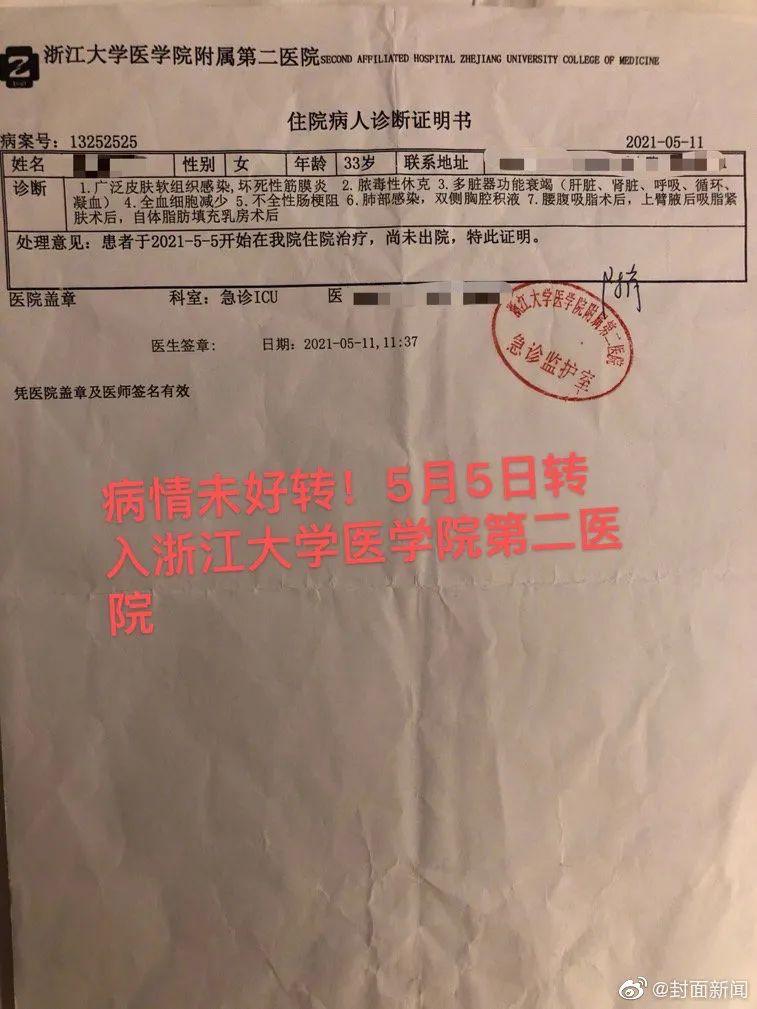 浙江大学医学院附属第二医院SECOND AFFILIATED HOSPITAL ZHEJIANG UNIVERSITY COLLEGE OF MEDICINE
住院病人诊断证明书
病案号：13252525 2021-05-11
姓名 性别 女 年龄 33岁 联系地址
诊断 1.广泛皮肤软组织感染,坏死性筋膜炎 2.脓毒性休克 3.多脏器功能衰竭（肝脏、肾脏、呼吸、循环、
凝血）4.全血细胞减少 5.不全性肠梗阻 6.肺部感染，双侧胸腔积液 7.腰腹吸脂术后，上臂腋后吸脂紧
肤术后，自体脂肪填充乳房术后
处理意见：患者于2021-5-5开始在我院住院治疗，尚未出院，特此证明。
医院盖章 科室：急诊ICU 医
浙江大学医学院附属第二医院
急诊监护室
医生签章： 日期：2021-05-11,11:37
凭医院盖章及医师签名有效
病情未好转！5月5日转
入浙江大学医学院第二医
院
@封面新闻